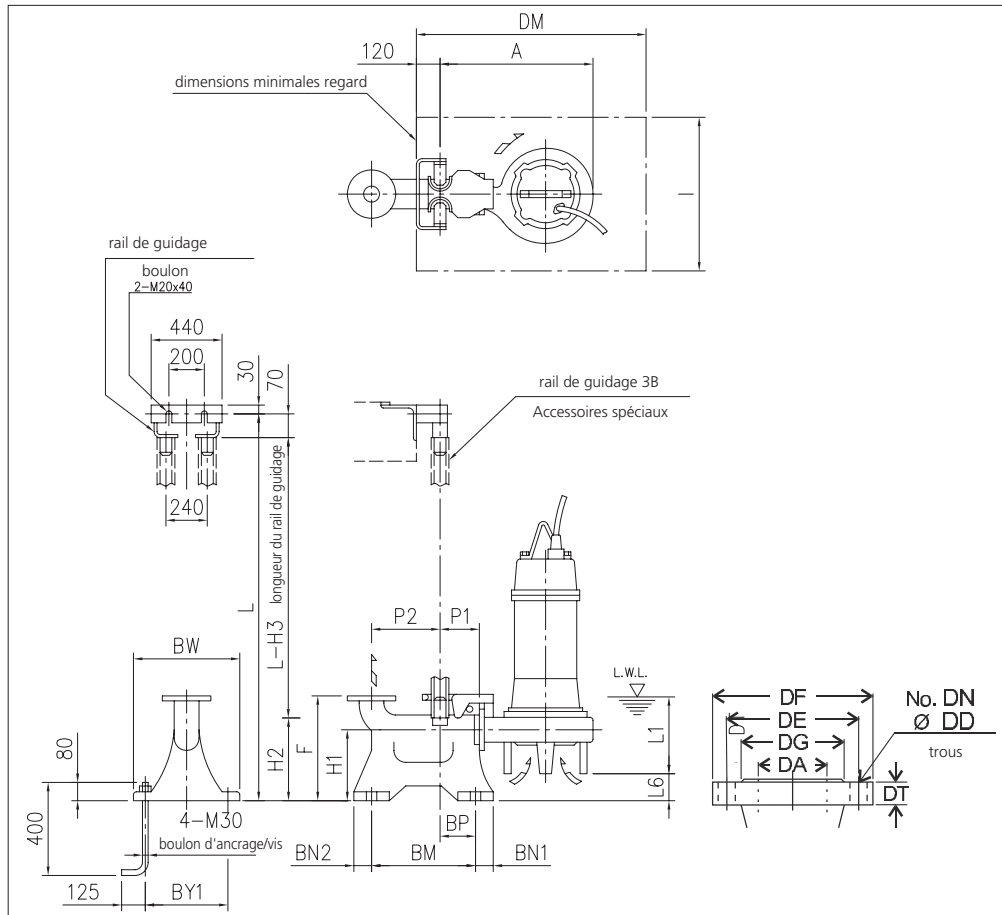 DM
120
A
dimensions minimales regard
I
rail de guidage
boulon
2-M20x40
440
200
30
70
rail de guidage 3B
Accessoires spéciaux
240
longueur du rail de guidage
L-H3
L
BW
P2
P1
L.W.L.
DF
No. DN
DE
Ø DD
DG
trous
DA
DT
80
H2
F
H1
L1
L6
400
4-M30
boulon d'ancrage/vis
BP
BN2
BM
BN1
125
BY1